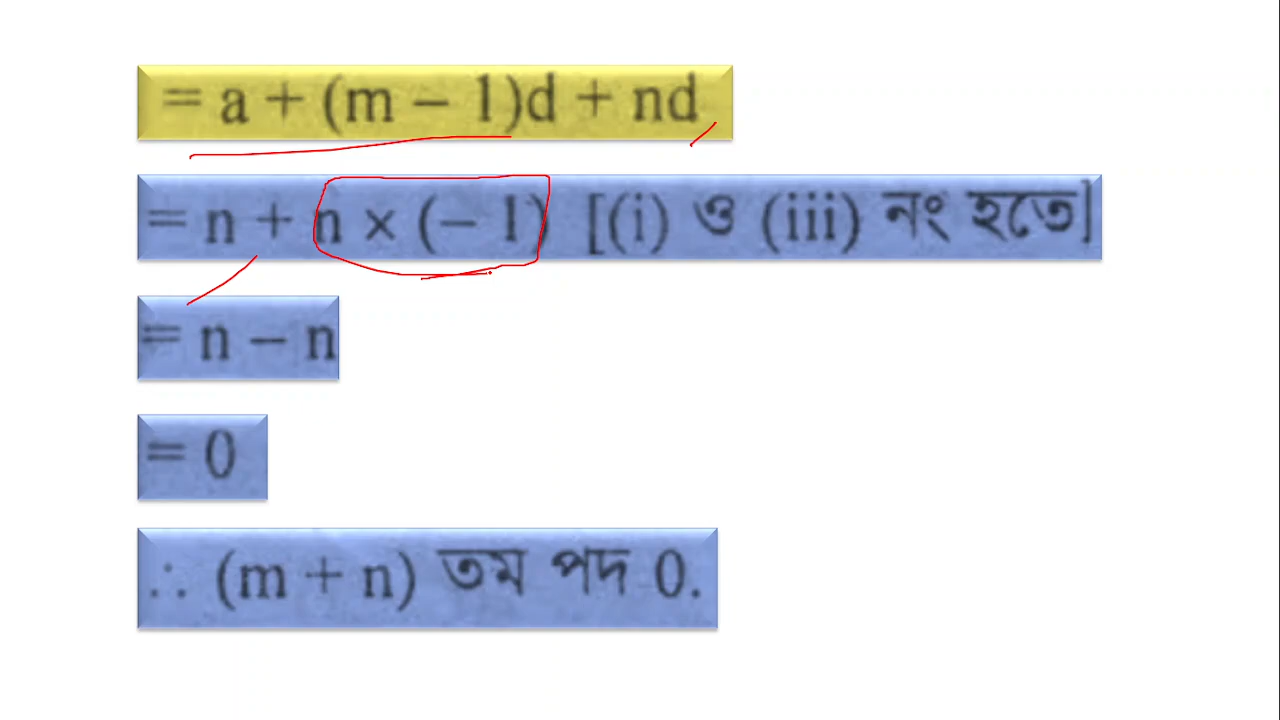 = a + (m – 1)d + nd
= n + n × (– 1) [(i) ও (iii) নং হতে]
= n – n
= 0
∴ (m + n) তম পদ 0.